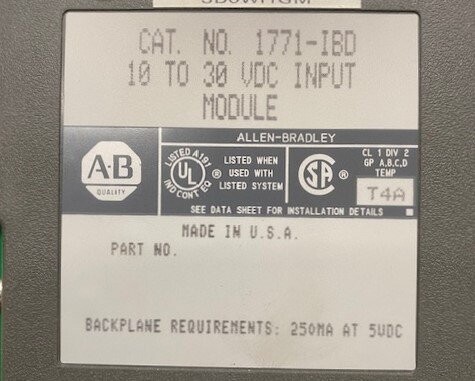 CAT. NO. 1771-IBD
10 TO 30 VDC INPUT
MODULE
ALLEN-BRADLEY
A-B
QUALITY
LISTED A191
UL
IND CONT EQ
®
LISTED WHEN
USED WITH
LISTED SYSTEM
SA
®
CL 1 DIV 2
GP A,B,C,D
TEMP
T4A
SEE DATA SHEET FOR INSTALLATION DETAILS
MADE IN U.S.A.
PART NO.
BACKPLANE REQUIREMENTS: 250MA AT 5VDC